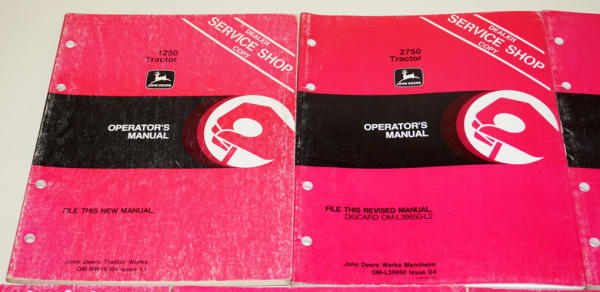 DEALER
SERVICE SHOP
COPY
1250
Tractor
JOHN DEERE
OPERATOR'S
MANUAL
FILE THIS NEW MANUAL.
John Deere Tractor Works
Issue L1
DEALER
SERVICE SHOP
COPY
2750
Tractor
JOHN DEERE
OPERATOR'S
MANUAL
FILE THIS REVISED MANUAL.
DISCARD OM-L39650-L2
John Deere Werke Mannheim
OM-L39650 Issue G4